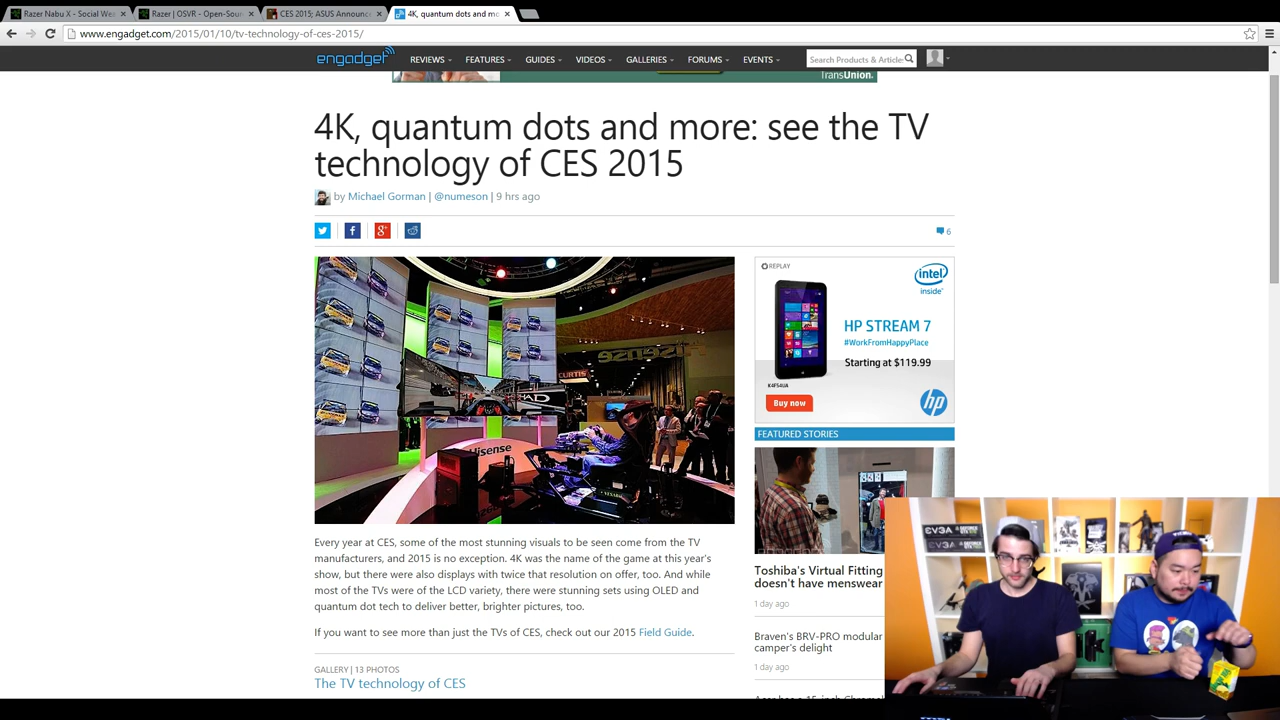 Razer Nabu X - Social Wea
Razer | OSVR - Open-Sou
CES 2015; ASUS Announc
4K, quantum dots and mo
www.engadget.com/2015/01/10/tv-technology-of-ces-2015/
engadget
REVIEWS
FEATURES
GUIDES
VIDEOS
GALLERIES
FORUMS
EVENTS
Search Products & Article
TransUnion.
4K, quantum dots and more: see the TV
technology of CES 2015
by Michael Gorman | @numeson | 9 hrs ago
6
REPLAY
intel
inside
HP STREAM 7
#WorkFromHappyPlace
Starting at $119.99
K4F54UA
Buy now
hp
FEATURED STORIES
Hisense
CURTIS
Hisense
Every year at CES, some of the most stunning visuals to be seen come from the TV
manufacturers, and 2015 is no exception. 4K was the name of the game at this year's
show, but there were also displays with twice that resolution on offer, too. And while
most of the TVs were of the LCD variety, there were stunning sets using OLED and
quantum dot tech to deliver better, brighter pictures, too.
If you want to see more than just the TVs of CES, check out our 2015 Field Guide.
GALLERY | 13 PHOTOS
The TV technology of CES
Toshiba's Virtual Fitting
doesn't have menswear
1 day ago
Braven's BRV-PRO modular
camper's delight
1 day ago
EVGA
GEFORCE